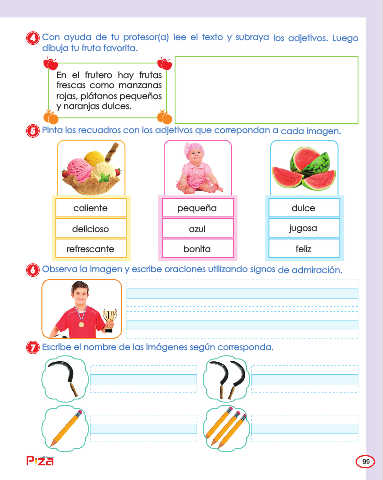 4 Con ayuda de tu profesor(a) lee el texto y subraya los adjetivos. Luego
dibuja tu fruta favorita.
En el frutero hay frutas
frescas como manzanas
rojas, plátanos pequeños
y naranjas dulces.
5 Pinta los recuadros con los adjetivos que correpondan a cada imagen.
caliente pequeña dulce
delicioso azul jugosa
refrescante bonita feliz
6 Observa la imagen y escribe oraciones utilizando signos de admiración.
7 Escribe el nombre de las imágenes según corresponda.
P:za
99